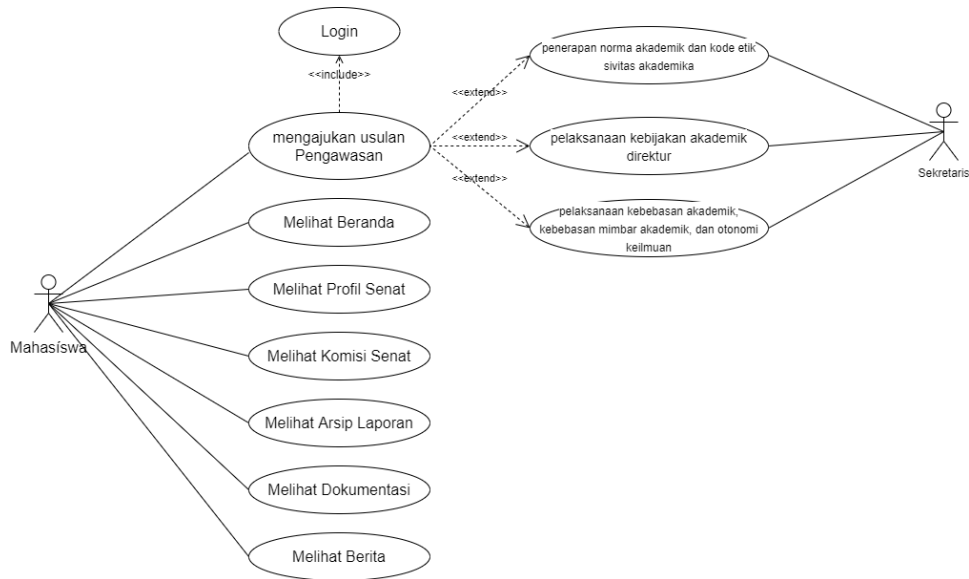 Login
<<include>>
mengajukan usulan
Pengawasan
<<extend>>
<<extend>>
<<extend>>
penerapan norma akademik dan kode etik
sivitas akademika
pelaksanaan kebijakan akademik
direktur
pelaksanaan kebebasan akademik,
kebebasan mimbar akademik, dan otonomi
keilmuan
Sekretaris
Melihat Beranda
Melihat Profil Senat
Mahasiswa
Melihat Komisi Senat
Melihat Arsip Laporan
Melihat Dokumentasi
Melihat Berita